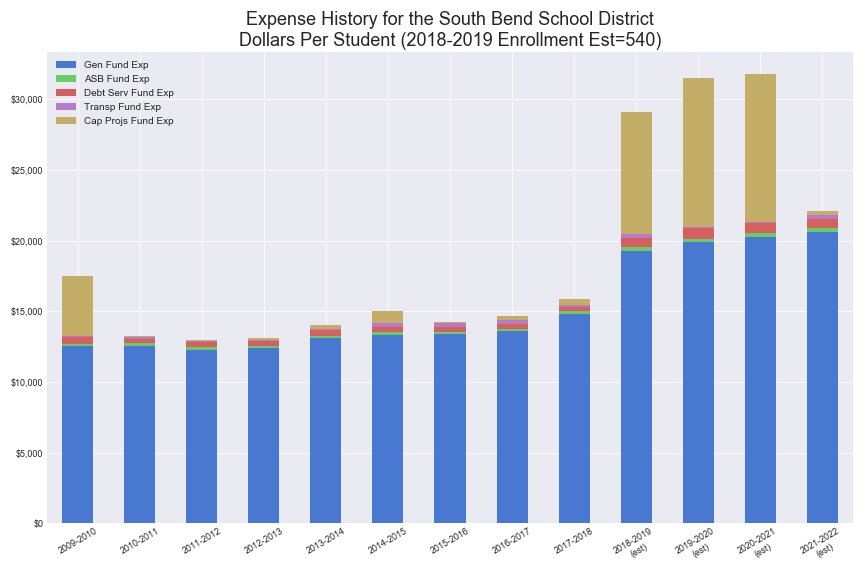 Expense History for the South Bend School District
Dollars Per Student (2018-2019 Enrollment Est=540)
Gen Fund Exp
ASB Fund Exp
Debt Serv Fund Exp
Transp Fund Exp
Cap Projs Fund Exp
$30,000
$25,000
$20,000
$15,000
$10,000
$5,000
$0
2009-2010
2010-2011
2011-2012
2012-2013
2013-2014
2014-2015
2015-2016
2016-2017
2017-2018
2018-2019
(est)
2019-2020
(est)
2020-2021
(est)
2021-2022
(est)